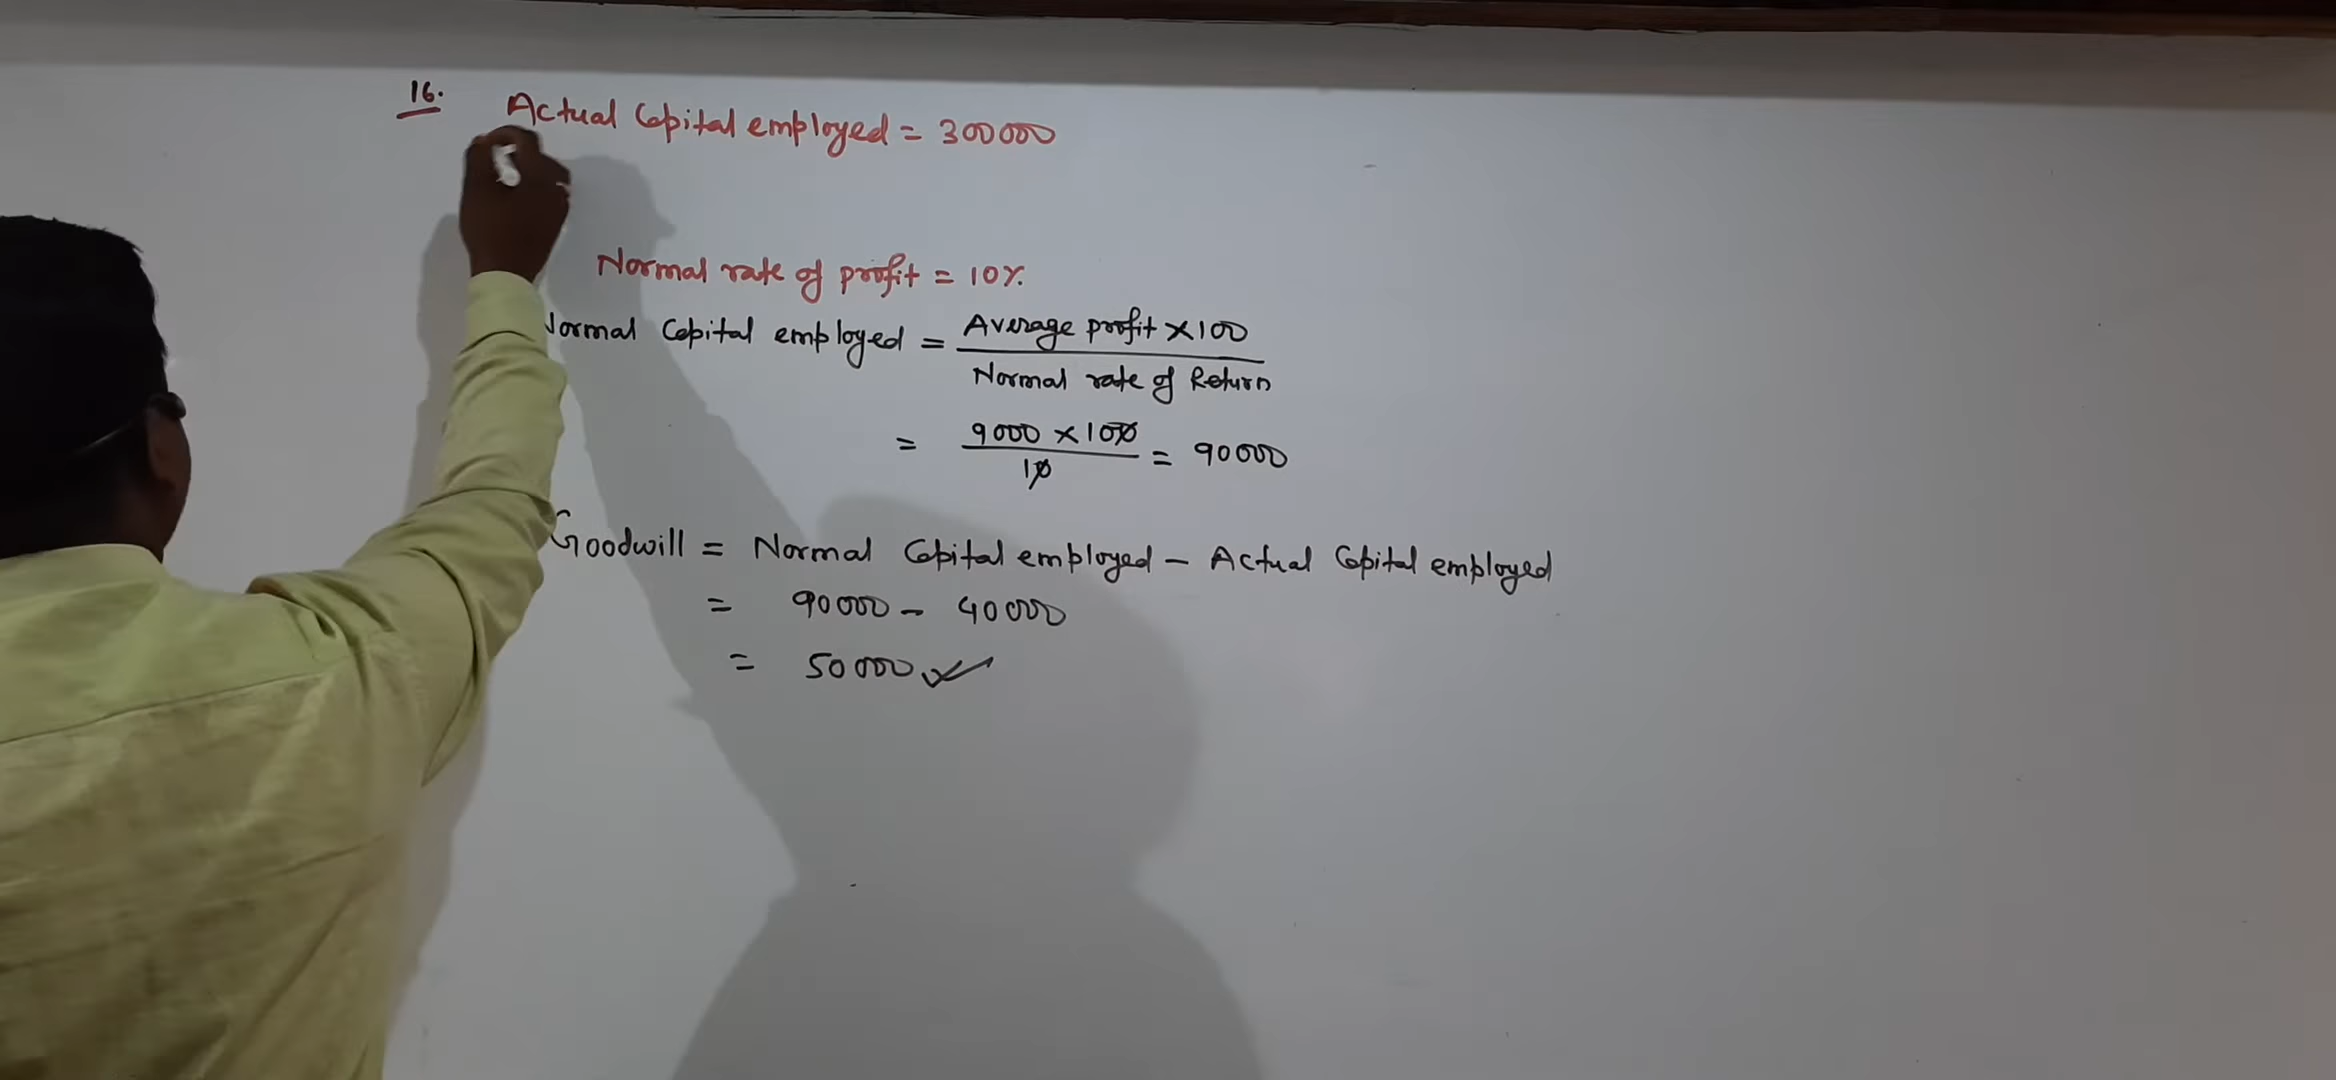 16. Actual Capital employed = 300000
Normal rate of profit = 10%
Normal Capital employed = Average profit × 100
Normal rate of Return
= 9000 × 100
10
= 90000
Goodwill = Normal Capital employed – Actual Capital employed
= 90000 – 40000
= 50000